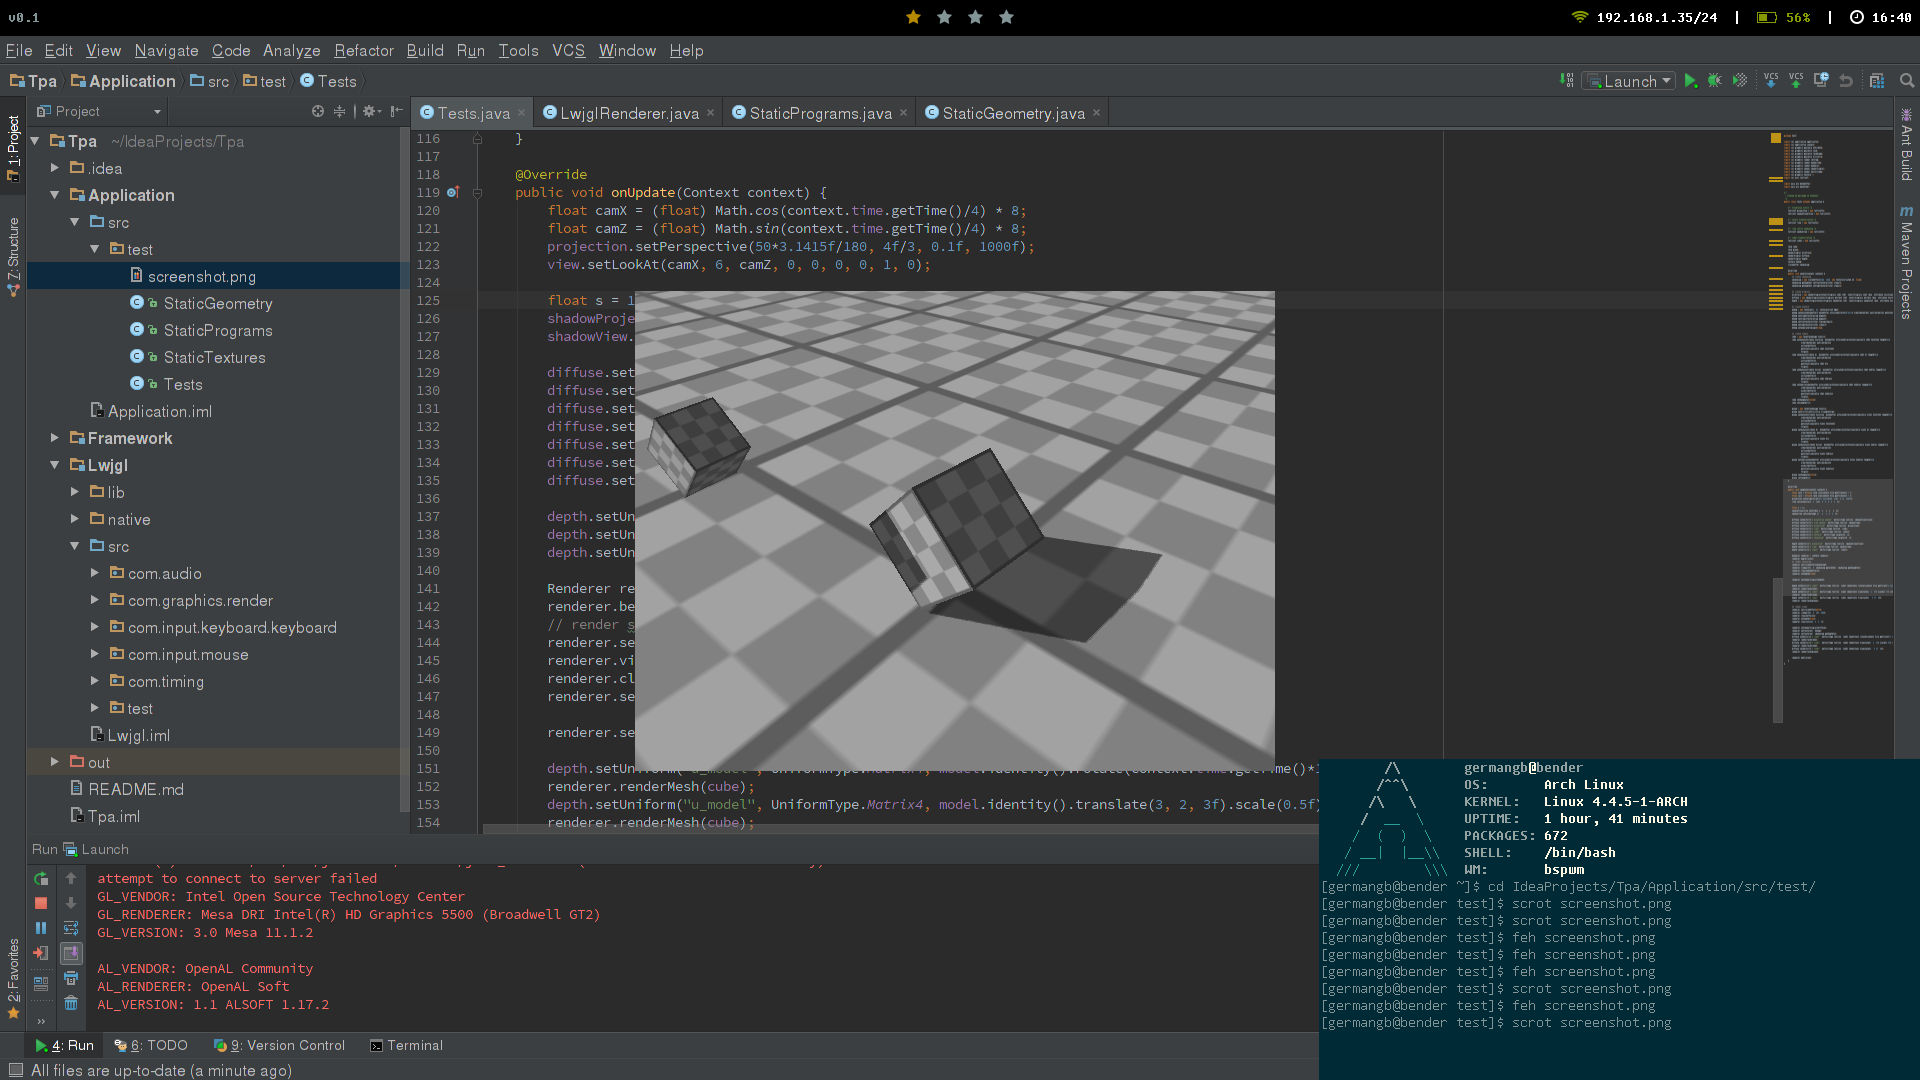 v0.1
192.168.1.35/24 | 56% | 16:40
File Edit View Navigate Code Analyze Refactor Build Run Tools VCS Window Help
Tpa Application src test Tests
Launch
VCS VCS
Project
Tests.java LwjglRenderer.java StaticPrograms.java StaticGeometry.java
1: Project
Z: Structure
2: Favorites
Tpa ~/IdeaProjects/Tpa
.idea
Application
src
test
screenshot.png
StaticGeometry
StaticPrograms
StaticTextures
Tests
Application.iml
Framework
Lwjgl
lib
native
src
com.audio
com.graphics.render
com.input.keyboard.keyboard
com.input.mouse
com.timing
test
Lwjgl.iml
out
README.md
Tpa.iml
116 }
117
118 @Override
119 public void onUpdate(Context context) {
120 float camX = (float) Math.cos(context.time.getTime()/4) * 8;
121 float camZ = (float) Math.sin(context.time.getTime()/4) * 8;
122 projection.setPerspective(50*3.1415f/180, 4f/3, 0.1f, 1000f);
123 view.setLookAt(camX, 6, camZ, 0, 0, 0, 0, 1, 0);
124
125 float s = 1
126 shadowProje
127 shadowView.
128
129 diffuse.set
130 diffuse.set
131 diffuse.set
132 diffuse.set
133 diffuse.set
134 diffuse.set
135 diffuse.set
136
137 depth.setUn
138 depth.setUn
139 depth.setUn
140
141 Renderer re
142 renderer.be
143 // render s
144 renderer.se
145 renderer.vi
146 renderer.cl
147 renderer.se
148
149 renderer.se
150
151 depth.setUniform("u_model", UniformType.Matrix4, model.identity().rotate(context.time.getTime()*
152 renderer.renderMesh(cube);
153 depth.setUniform("u_model", UniformType.Matrix4, model.identity().translate(3, 2, 3f).scale(0.5f)
154 renderer.renderMesh(cube);
Ant Build
Maven Projects
Run Launch
attempt to connect to server failed
GL_VENDOR: Intel Open Source Technology Center
GL_RENDERER: Mesa DRI Intel(R) HD Graphics 5500 (Broadwell GT2)
GL_VERSION: 3.0 Mesa 11.1.2
AL_VENDOR: OpenAL Community
AL_RENDERER: OpenAL Soft
AL_VERSION: 1.1 ALSOFT 1.17.2
4: Run 6: TODO 9: Version Control Terminal
All files are up-to-date (a minute ago)
germangb@bender
OS: Arch Linux
KERNEL: Linux 4.4.5-1-ARCH
UPTIME: 1 hour, 41 minutes
PACKAGES: 672
SHELL: /bin/bash
WM: bspwm
[germangb@bender ~]$ cd IdeaProjects/Tpa/Application/src/test/
[germangb@bender test]$ scrot screenshot.png
[germangb@bender test]$ scrot screenshot.png
[germangb@bender test]$ feh screenshot.png
[germangb@bender test]$ feh screenshot.png
[germangb@bender test]$ feh screenshot.png
[germangb@bender test]$ scrot screenshot.png
[germangb@bender test]$ feh screenshot.png
[germangb@bender test]$ scrot screenshot.png